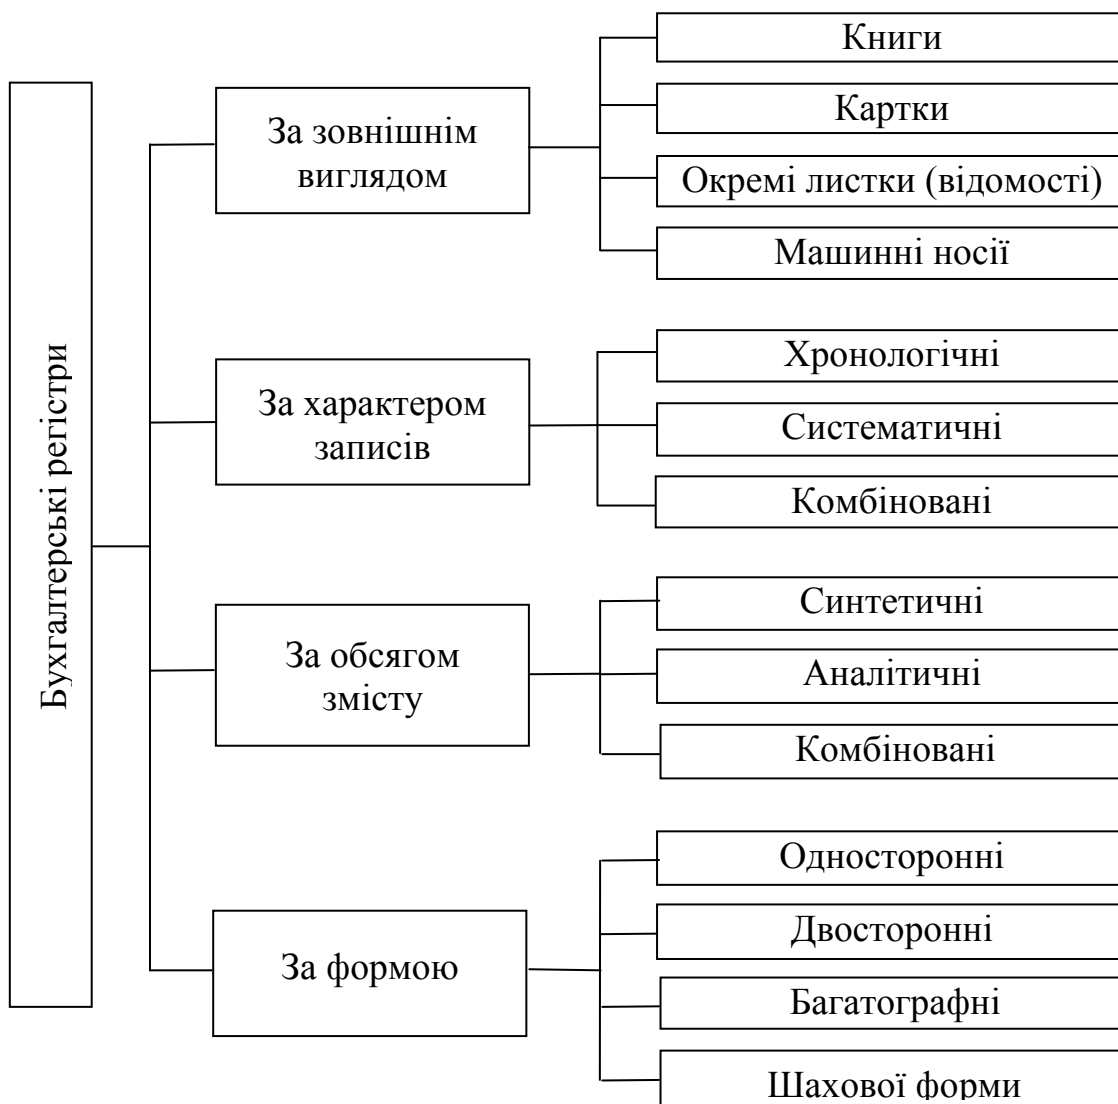 Бухгалтерські регістри
За зовнішнім
виглядом
Книги
Картки
Окремі листки (відомості)
Машинні носії
За характером
записів
Хронологічні
Систематичні
Комбіновані
За обсягом
змісту
Синтетичні
Аналітичні
Комбіновані
За формою
Односторонні
Двосторонні
Багатографні
Шахової форми